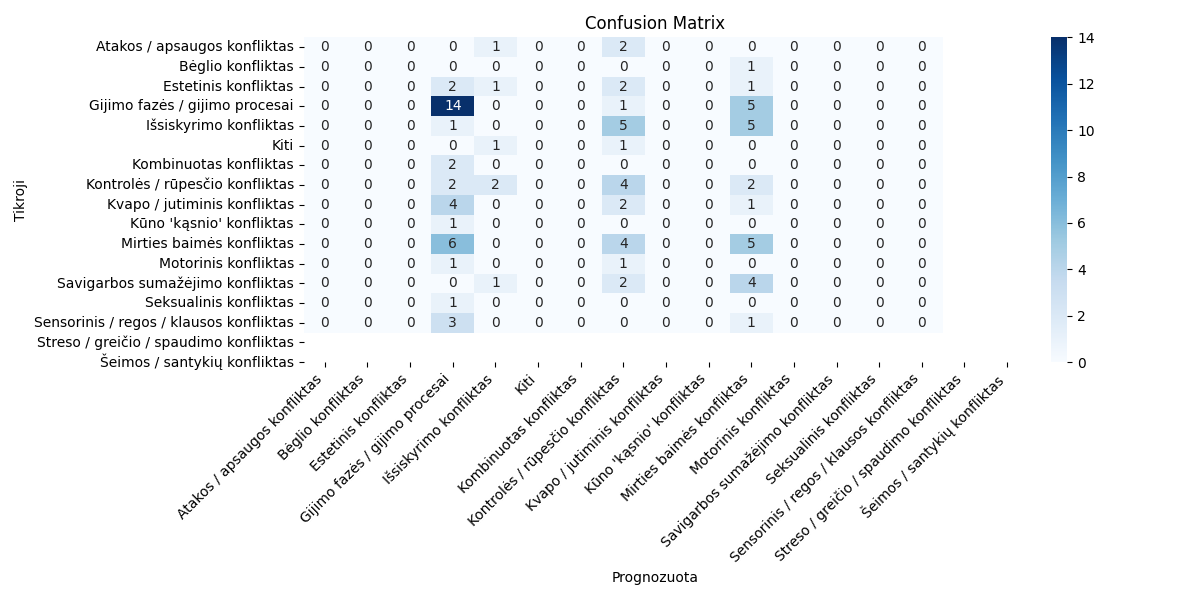 Confusion Matrix
Tikroji
Atakos / apsaugos konfliktas 0 0 0 0 1 0 0 2 0 0 0 0 0 0 0
Bėglio konfliktas 0 0 0 0 0 0 0 0 0 0 1 0 0 0 0
Estetinis konfliktas 0 0 0 2 1 0 0 2 0 0 1 0 0 0 0
Gijimo fazės / gijimo procesai 0 0 0 14 0 0 0 1 0 0 5 0 0 0 0
Išsiskyrimo konfliktas 0 0 0 1 0 0 0 5 0 0 5 0 0 0 0
Kiti 0 0 0 0 1 0 0 1 0 0 0 0 0 0 0
Kombinuotas konfliktas 0 0 0 2 0 0 0 0 0 0 0 0 0 0 0
Kontrolės / rūpesčio konfliktas 0 0 0 2 2 0 0 4 0 0 2 0 0 0 0
Kvapo / jutiminis konfliktas 0 0 0 4 0 0 0 2 0 0 1 0 0 0 0
Kūno 'kąsnio' konfliktas 0 0 0 1 0 0 0 0 0 0 0 0 0 0 0
Mirties baimės konfliktas 0 0 0 6 0 0 0 4 0 0 5 0 0 0 0
Motorinis konfliktas 0 0 0 1 0 0 0 1 0 0 0 0 0 0 0
Savigarbos sumažėjimo konfliktas 0 0 0 0 1 0 0 2 0 0 4 0 0 0 0
Seksualinis konfliktas 0 0 0 1 0 0 0 0 0 0 0 0 0 0 0
Sensorinis / regos / klausos konfliktas 0 0 0 3 0 0 0 0 0 0 1 0 0 0 0
Streso / greičio / spaudimo konfliktas
Šeimos / santykių konfliktas
Atakos / apsaugos konfliktas
Bėglio konfliktas
Estetinis konfliktas
Gijimo fazės / gijimo procesai
Išsiskyrimo konfliktas
Kiti
Kombinuotas konfliktas
Kontrolės / rūpesčio konfliktas
Kvapo / jutiminis konfliktas
Kūno 'kąsnio' konfliktas
Mirties baimės konfliktas
Motorinis konfliktas
Savigarbos sumažėjimo konfliktas
Seksualinis konfliktas
Sensorinis / regos / klausos konfliktas
Streso / greičio / spaudimo konfliktas
Šeimos / santykių konfliktas
Prognozuota
14
12
10
8
6
4
2
0